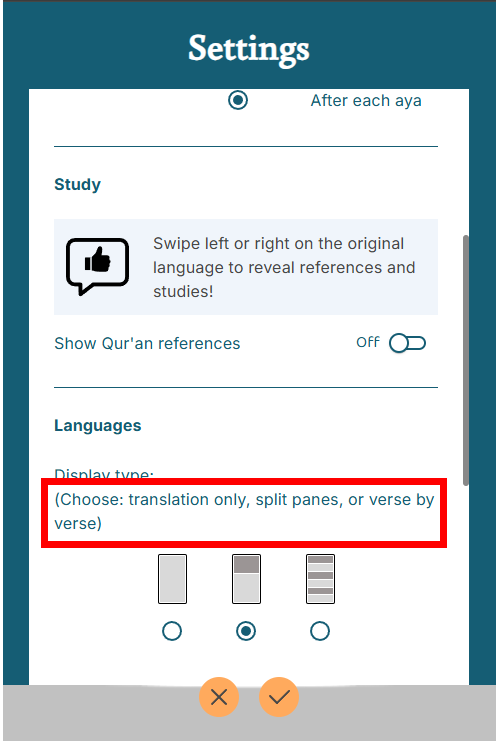 Settings
After each aya
Study
Swipe left or right on the original
language to reveal references and
studies!
Show Qur'an references
Off
Languages
Display type:
(Choose: translation only, split panes, or verse by
verse)